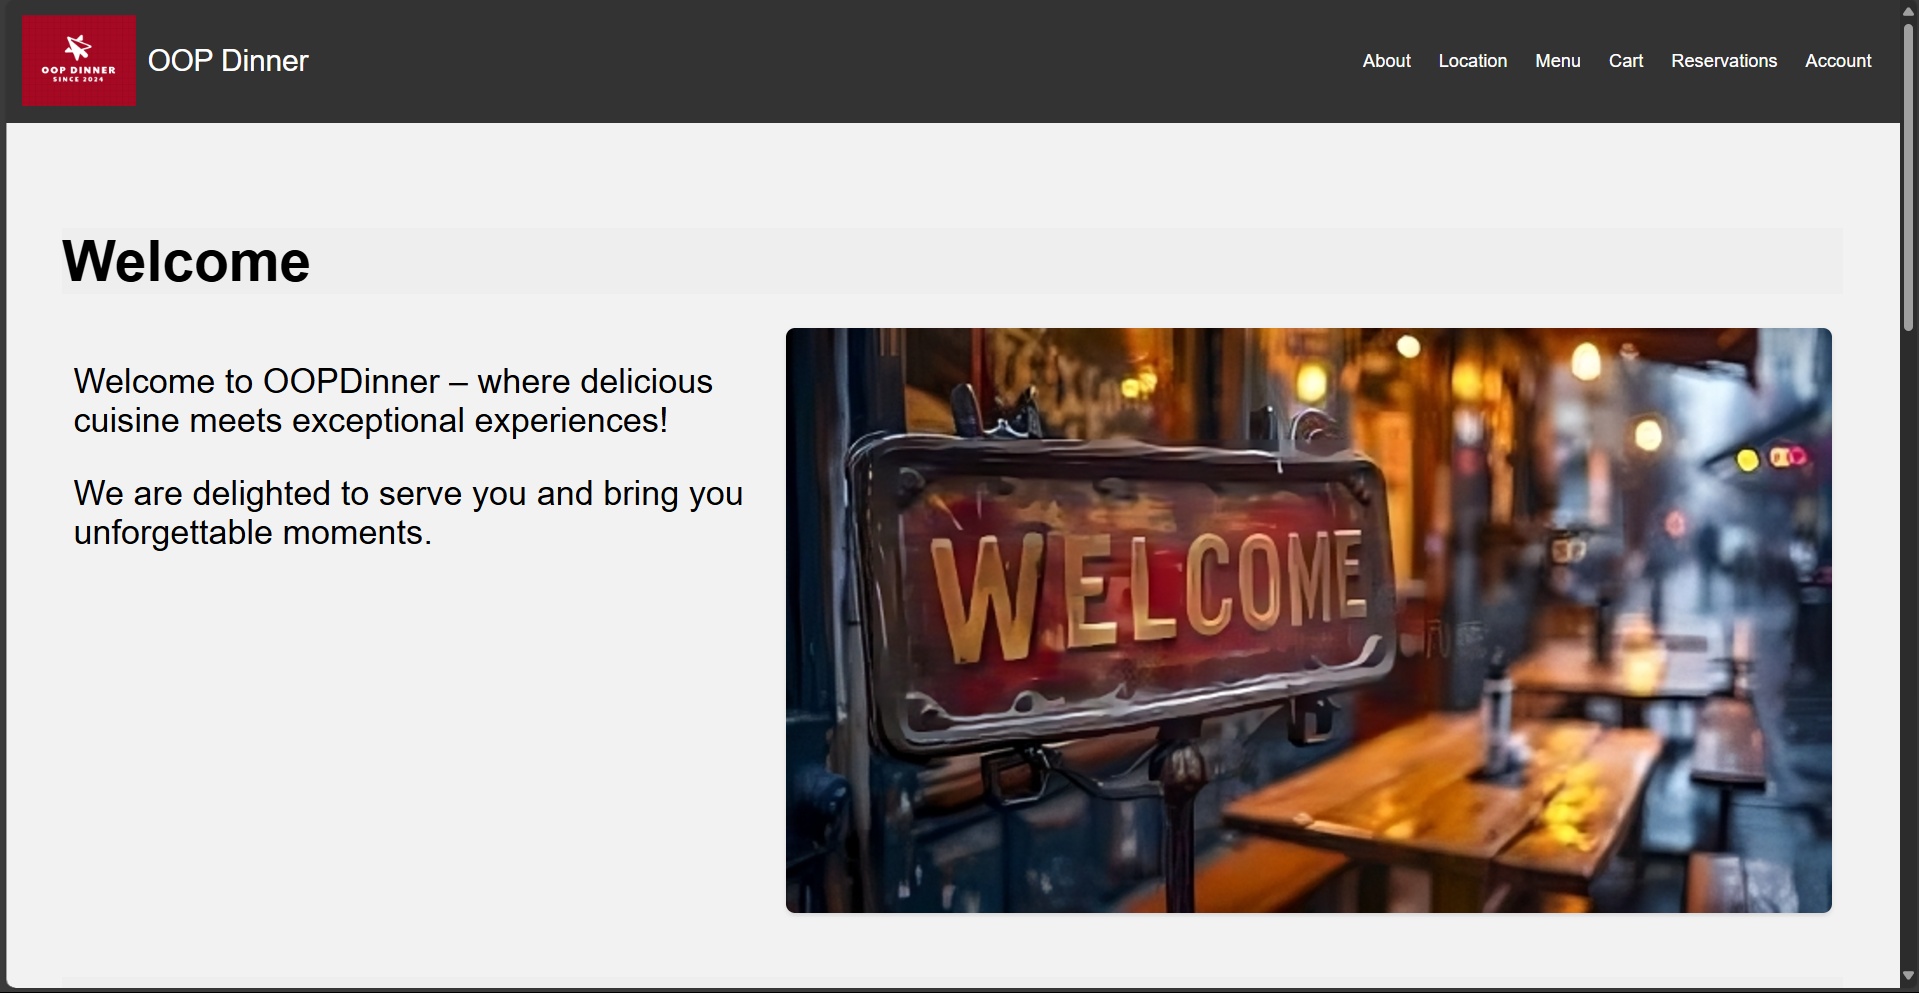 OOP DINNER
SINCE 2024
OOP Dinner
About Location Menu Cart Reservations Account
Welcome
Welcome to OOPDinner – where delicious
cuisine meets exceptional experiences!
We are delighted to serve you and bring you
unforgettable moments.
WELCOME